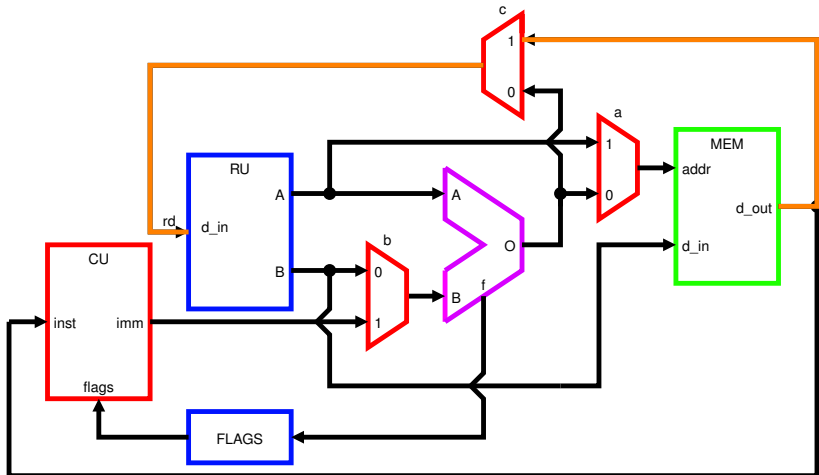 c
1
0
a
1
0
MEM
addr
d_out
d_in
RU
A
rd
d_in
B
A
O
B
f
b
0
1
CU
inst
imm
flags
FLAGS